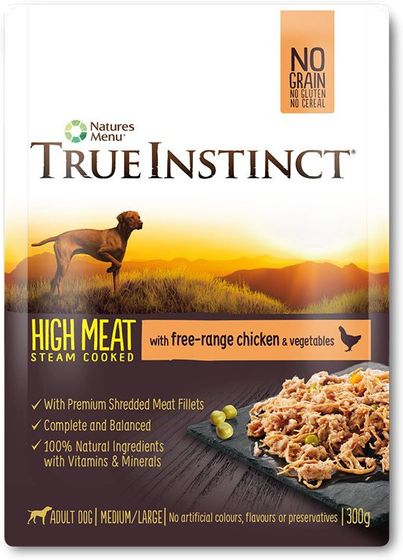 NO
GRAIN
NO GLUTEN
NO CEREAL
Natures
Menu™
TRUE INSTINCT®
HIGH MEAT
STEAM COOKED
with free-range chicken & vegetables
✓ With Premium Shredded Meat Fillets
✓ Complete and Balanced
✓ 100% Natural Ingredients
with Vitamins & Minerals
ADULT DOG | MEDIUM/LARGE | No artificial colours, flavours or preservatives | 300g